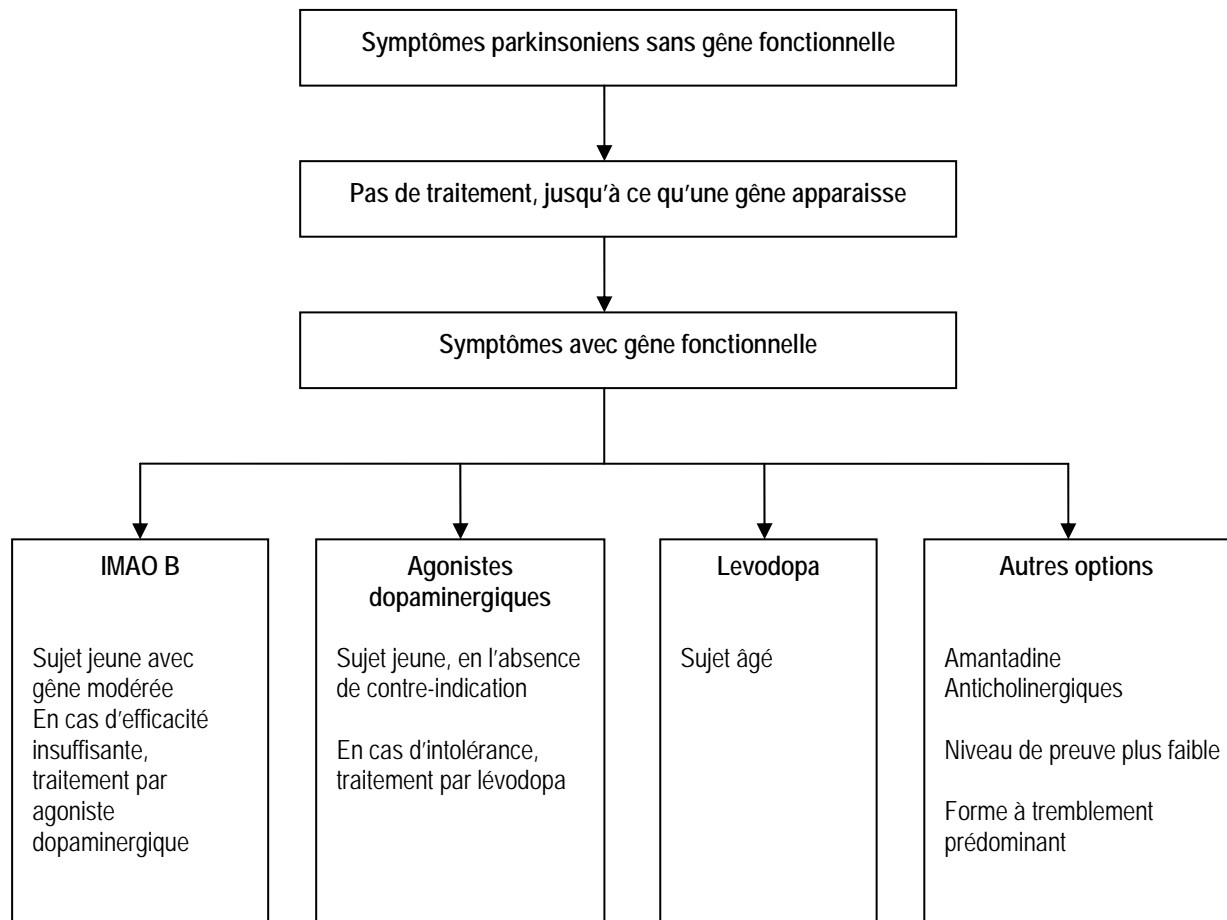 Symptômes parkinsoniens sans gêne fonctionnelle
Pas de traitement, jusqu'à ce qu'une gêne apparaisse
Symptômes avec gêne fonctionnelle
IMAO B
Sujet jeune avec
gêne modérée
En cas d'efficacité
insuffisante,
traitement par
agoniste
dopaminergique
Agonistes
dopaminergiques
Sujet jeune, en l'absence
de contre-indication
En cas d'intolérance,
traitement par lévodopa
Levodopa
Sujet âgé
Autres options
Amantadine
Anticholinergiques
Niveau de preuve plus faible
Forme à tremblement
prédominant